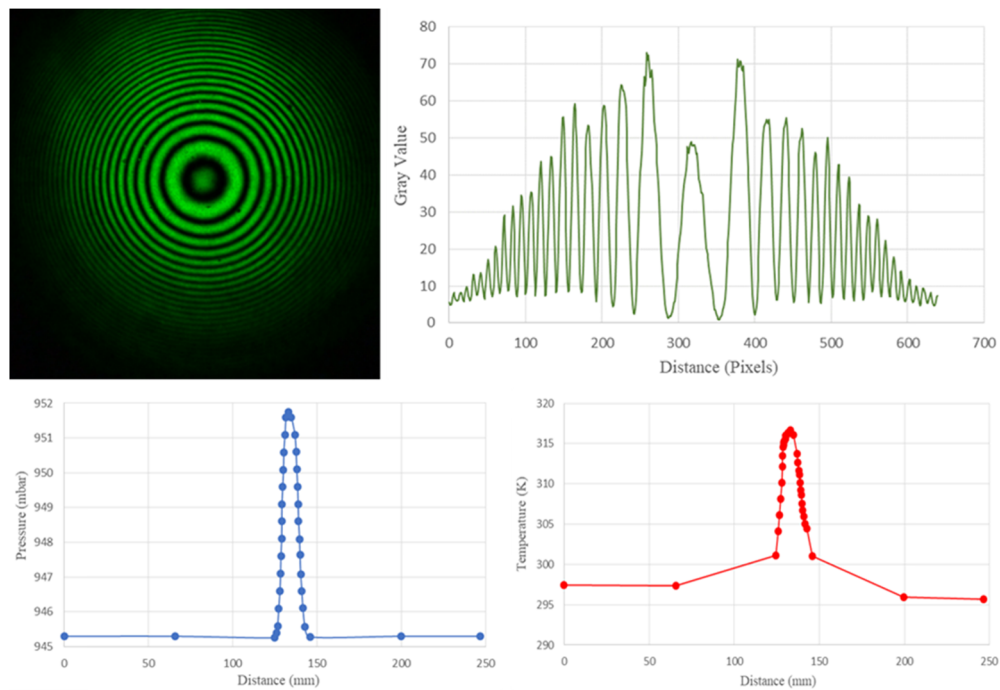 80
70
60
50
40
30
20
10
0
Gray Value
0 100 200 300 400 500 600 700
Distance (Pixels)
952
951
950
949
948
947
946
945
Pressure (mbar)
0 50 100 150 200 250
Distance (mm)
320
315
310
305
300
295
290
Temperature (K)
0 50 100 150 200 250
Distance (mm)